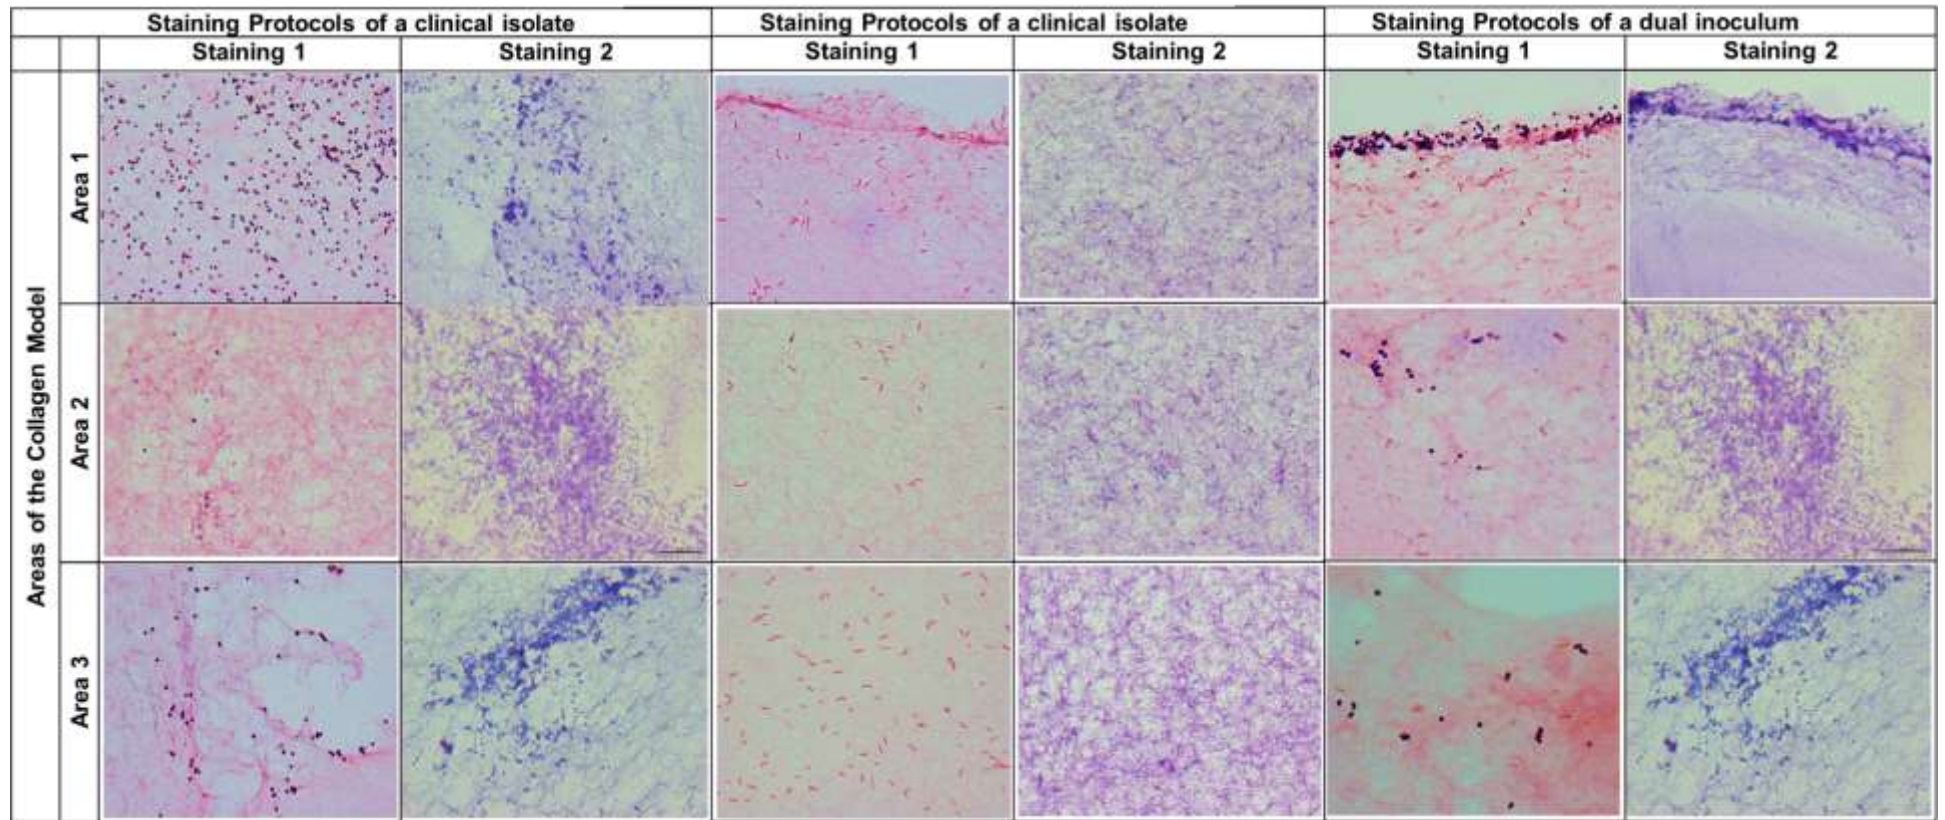 Staining Protocols of a clinical isolate
Staining Protocols of a clinical isolate
Staining Protocols of a dual inoculum
Staining 1
Staining 2
Staining 1
Staining 2
Staining 1
Staining 2
Areas of the Collagen Model
Area 1
Area 2
Area 3